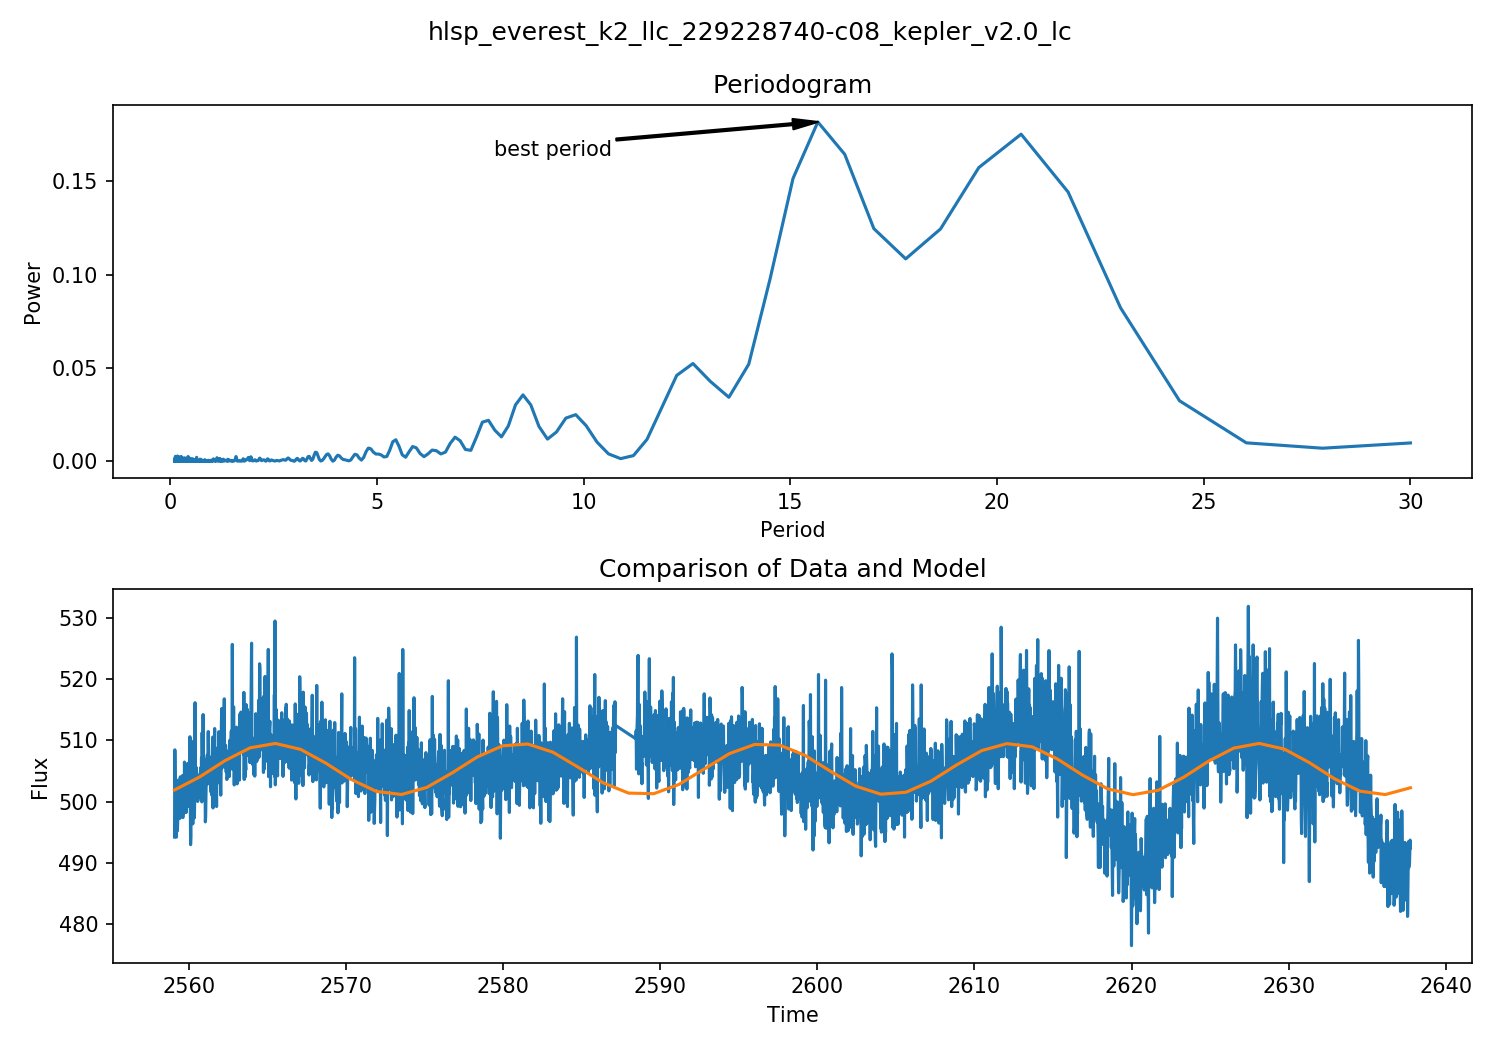 hlsp_everest_k2_llc_229228740-c08_kepler_v2.0_lc
Periodogram
best period
Power
0.15
0.10
0.05
0.00
0 5 10 15 20 25 30
Period
Comparison of Data and Model
Flux
530
520
510
500
490
480
2560 2570 2580 2590 2600 2610 2620 2630 2640
Time